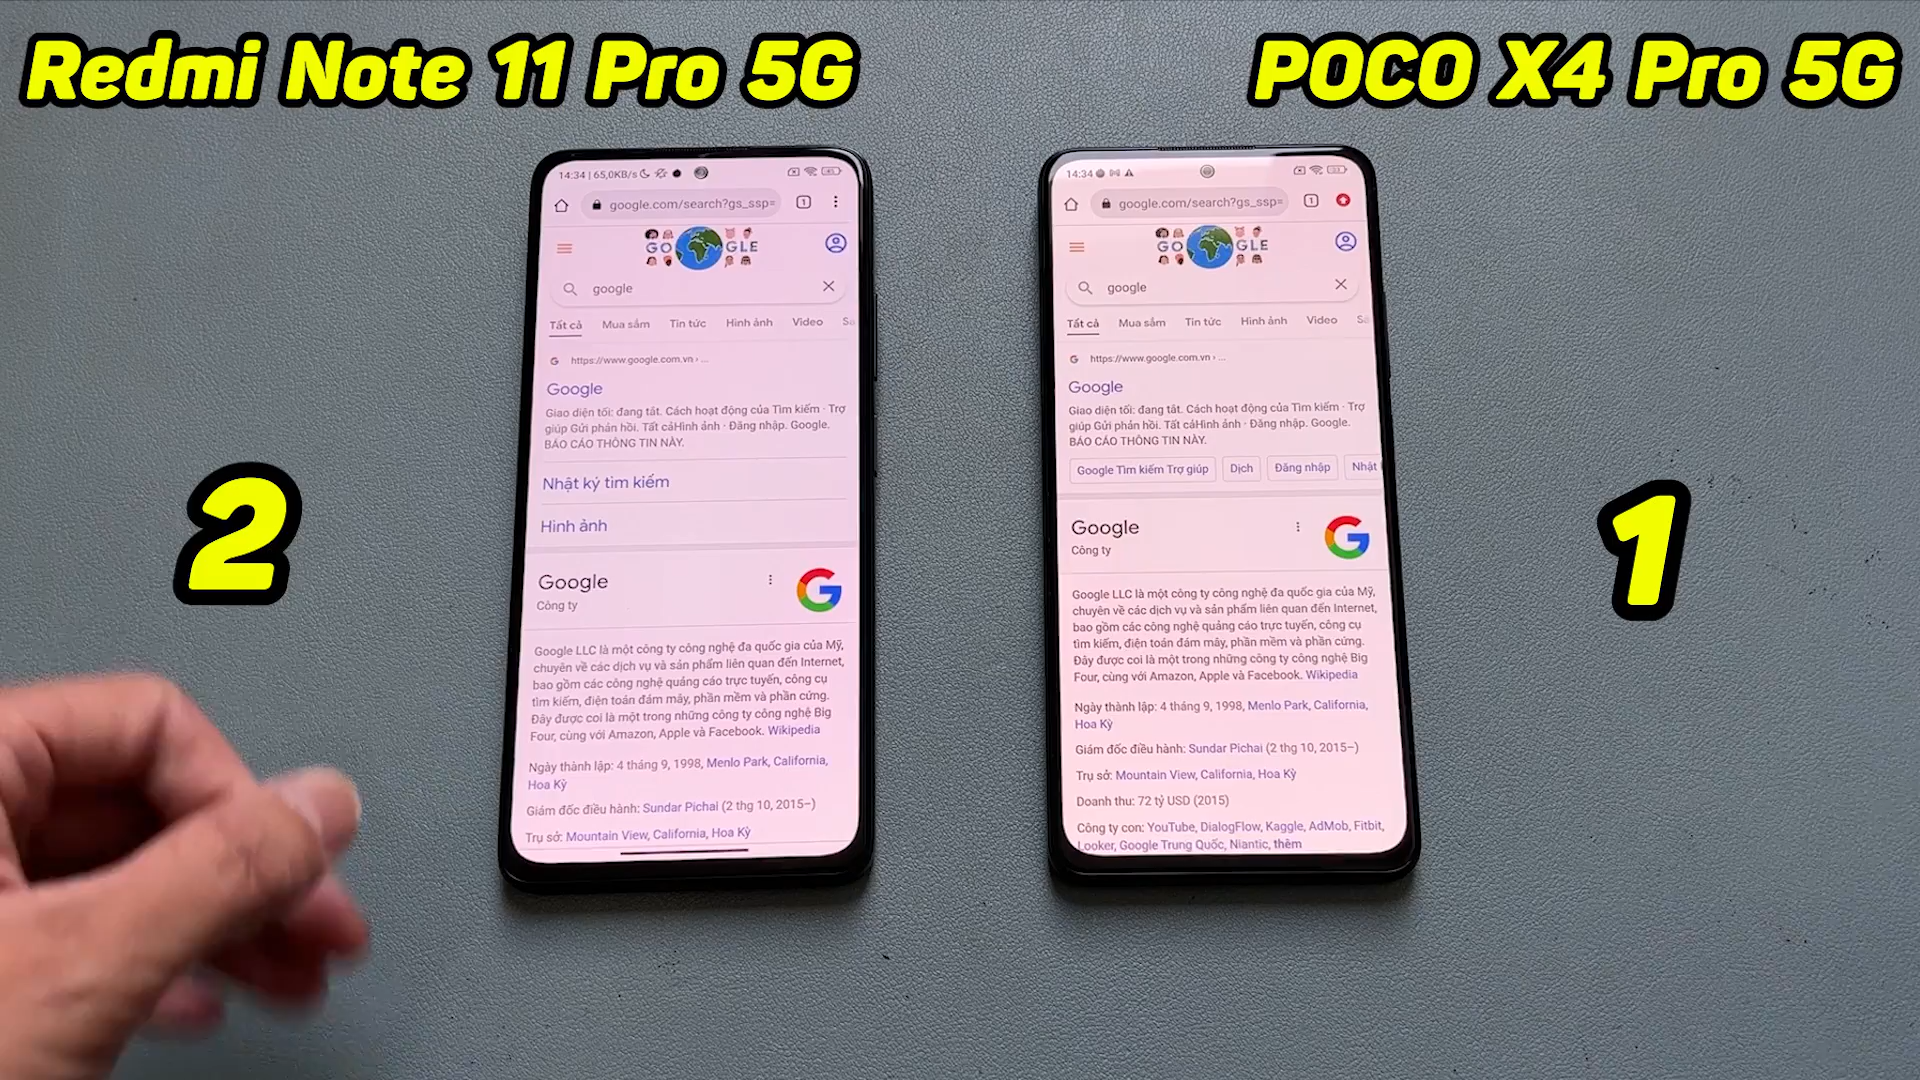 Redmi Note 11 Pro 5G
POCO X4 Pro 5G
2
1
14:34 | 65,0KB/s
google.com/search?gs_ssp=
1
GO GLE
google
Tất cả Mua sắm Tin tức Hình ảnh Video
https://www.google.com.vn › ...
Google
Giao diện tối: đang tắt. Cách hoạt động của Tìm kiếm · Trợ
giúp Gửi phản hồi. Tất cảHình ảnh · Đăng nhập. Google.
BÁO CÁO THÔNG TIN NÀY.
Nhật ký tìm kiếm
Hình ảnh
Google
Công ty
Google LLC là một công ty công nghệ đa quốc gia của Mỹ,
chuyên về các dịch vụ và sản phẩm liên quan đến Internet,
bao gồm các công nghệ quảng cáo trực tuyến, công cụ
tìm kiếm, điện toán đám mây, phần mềm và phần cứng.
Đây được coi là một trong những công ty công nghệ Big
Four, cùng với Amazon, Apple và Facebook. Wikipedia
Ngày thành lập: 4 tháng 9, 1998, Menlo Park, California,
Hoa Kỳ
Giám đốc điều hành: Sundar Pichai (2 thg 10, 2015–)
Trụ sở: Mountain View, California, Hoa Kỳ
14:34
google.com/search?gs_ssp=
1
GO GLE
google
Tất cả Mua sắm Tin tức Hình ảnh Video
https://www.google.com.vn › ...
Google
Giao diện tối: đang tắt. Cách hoạt động của Tìm kiếm · Trợ
giúp Gửi phản hồi. Tất cảHình ảnh · Đăng nhập. Google.
BÁO CÁO THÔNG TIN NÀY.
Google Tìm kiếm Trợ giúp Dịch Đăng nhập Nhật
Google
Công ty
Google LLC là một công ty công nghệ đa quốc gia của Mỹ,
chuyên về các dịch vụ và sản phẩm liên quan đến Internet,
bao gồm các công nghệ quảng cáo trực tuyến, công cụ
tìm kiếm, điện toán đám mây, phần mềm và phần cứng.
Đây được coi là một trong những công ty công nghệ Big
Four, cùng với Amazon, Apple và Facebook. Wikipedia
Ngày thành lập: 4 tháng 9, 1998, Menlo Park, California,
Hoa Kỳ
Giám đốc điều hành: Sundar Pichai (2 thg 10, 2015–)
Trụ sở: Mountain View, California, Hoa Kỳ
Doanh thu: 72 tỷ USD (2015)
Công ty con: YouTube, DialogFlow, Kaggle, AdMob, Fitbit,
Looker, Google Trung Quốc, Niantic, thêm